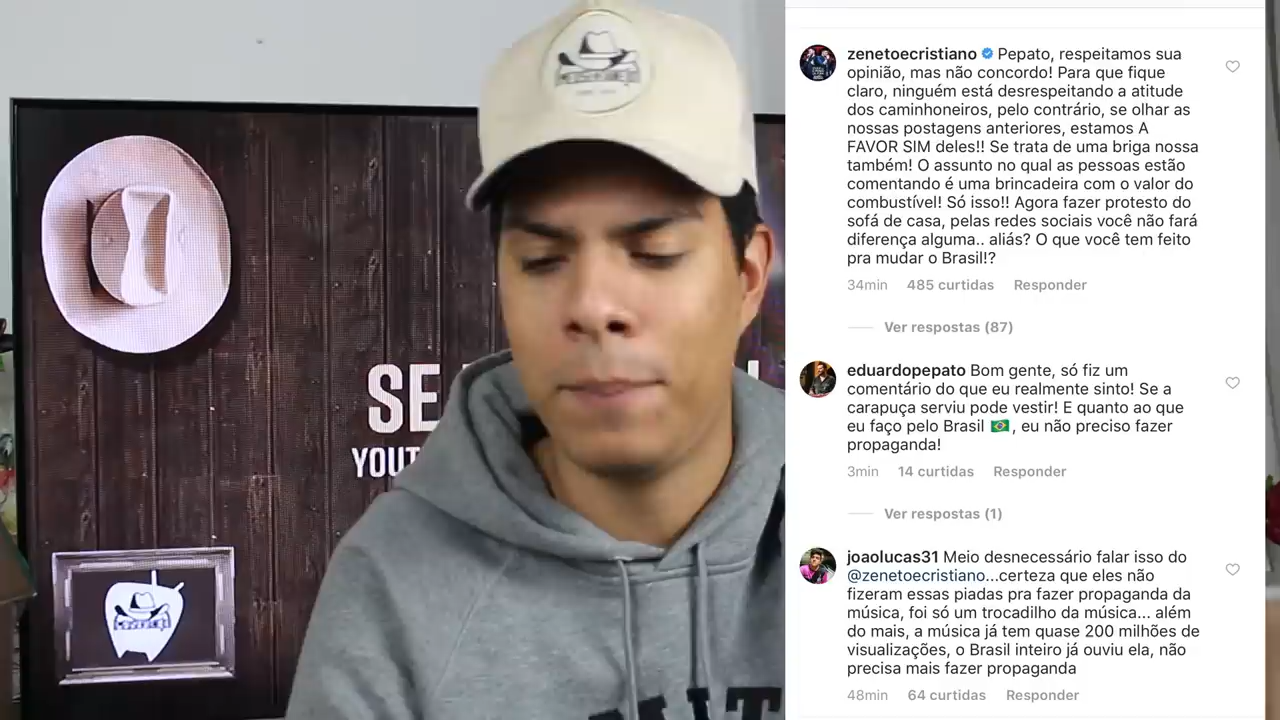 SE
YOUT
zenetoecristiano Pepato, respeitamos sua
opinião, mas não concordo! Para que fique
claro, ninguém está desrespeitando a atitude
dos caminhoneiros, pelo contrário, se olhar as
nossas postagens anteriores, estamos A
FAVOR SIM deles!! Se trata de uma briga nossa
também! O assunto no qual as pessoas estão
comentando é uma brincadeira com o valor do
combustível! Só isso!! Agora fazer protesto do
sofá de casa, pelas redes sociais você não fará
diferença alguma.. aliás? O que você tem feito
pra mudar o Brasil!?
34min 485 curtidas Responder
Ver respostas (87)
eduardopepato Bom gente, só fiz um
comentário do que eu realmente sinto! Se a
carapuça serviu pode vestir! E quanto ao que
eu faço pelo Brasil 🇧🇷, eu não preciso fazer
propaganda!
3min 14 curtidas Responder
Ver respostas (1)
joaolucas31 Meio desnecessário falar isso do
@zenetoecristiano...certeza que eles não
fizeram essas piadas pra fazer propaganda da
música, foi só um trocadilho da música... além
do mais, a música já tem quase 200 milhões de
visualizações, o Brasil inteiro já ouviu ela, não
precisa mais fazer propaganda
48min 64 curtidas Responder